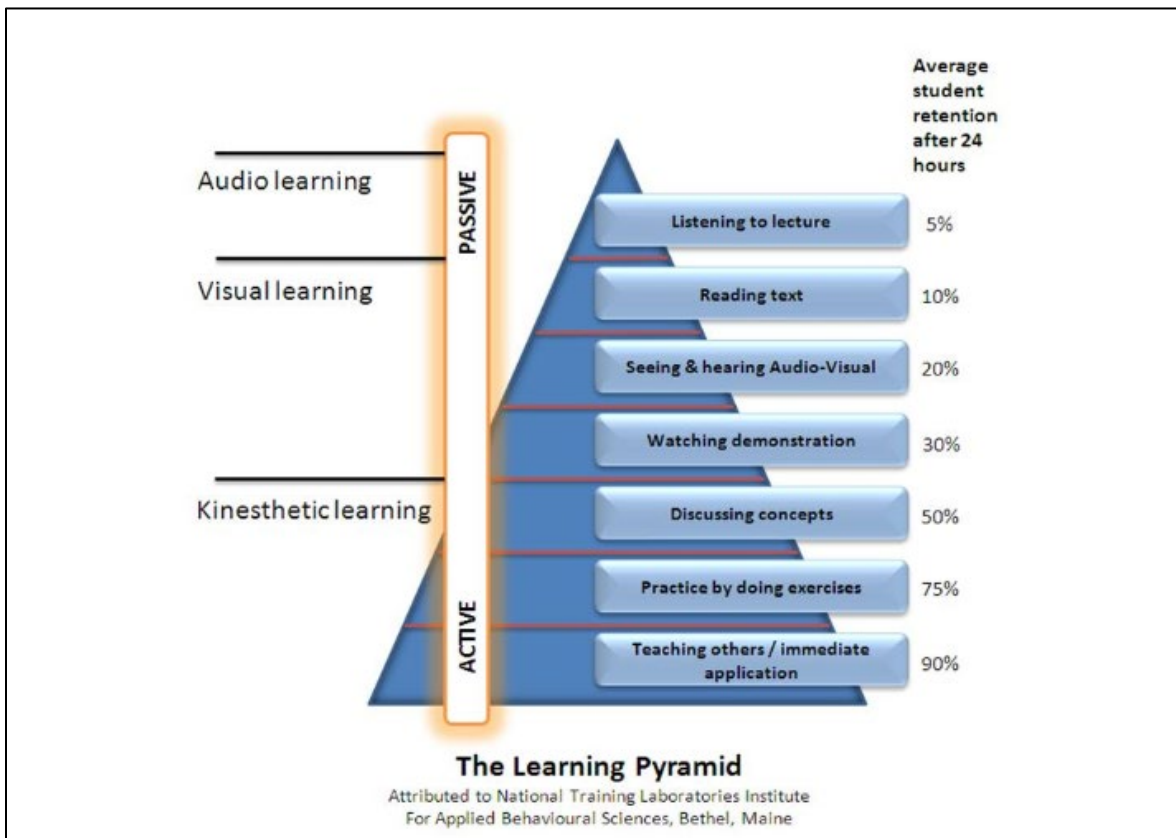 Average
student
retention
after 24
hours
Audio learning
PASSIVE
Listening to lecture 5%
Visual learning
Reading text 10%
Seeing & hearing Audio-Visual 20%
Watching demonstration 30%
Kinesthetic learning
Discussing concepts 50%
Practice by doing exercises 75%
ACTIVE
Teaching others / immediate
application
90%
The Learning Pyramid
Attributed to National Training Laboratories Institute
For Applied Behavioural Sciences, Bethel, Maine